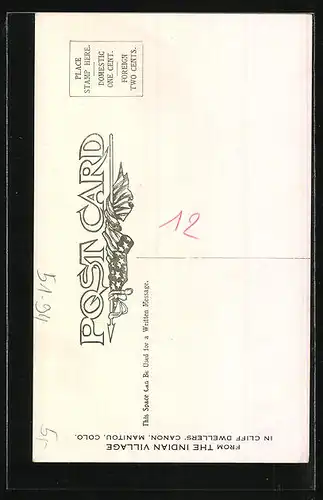 FROM THE INDIAN VILLAGE
IN CLIFF DWELLERS' CANON, MANITOU, COLO.
This Space Can Be Used for a Written Message.
POST CARD
PLACE
STAMP HERE.
DOMESTIC
ONE CENT.
FOREIGN
TWO CENTS.
12